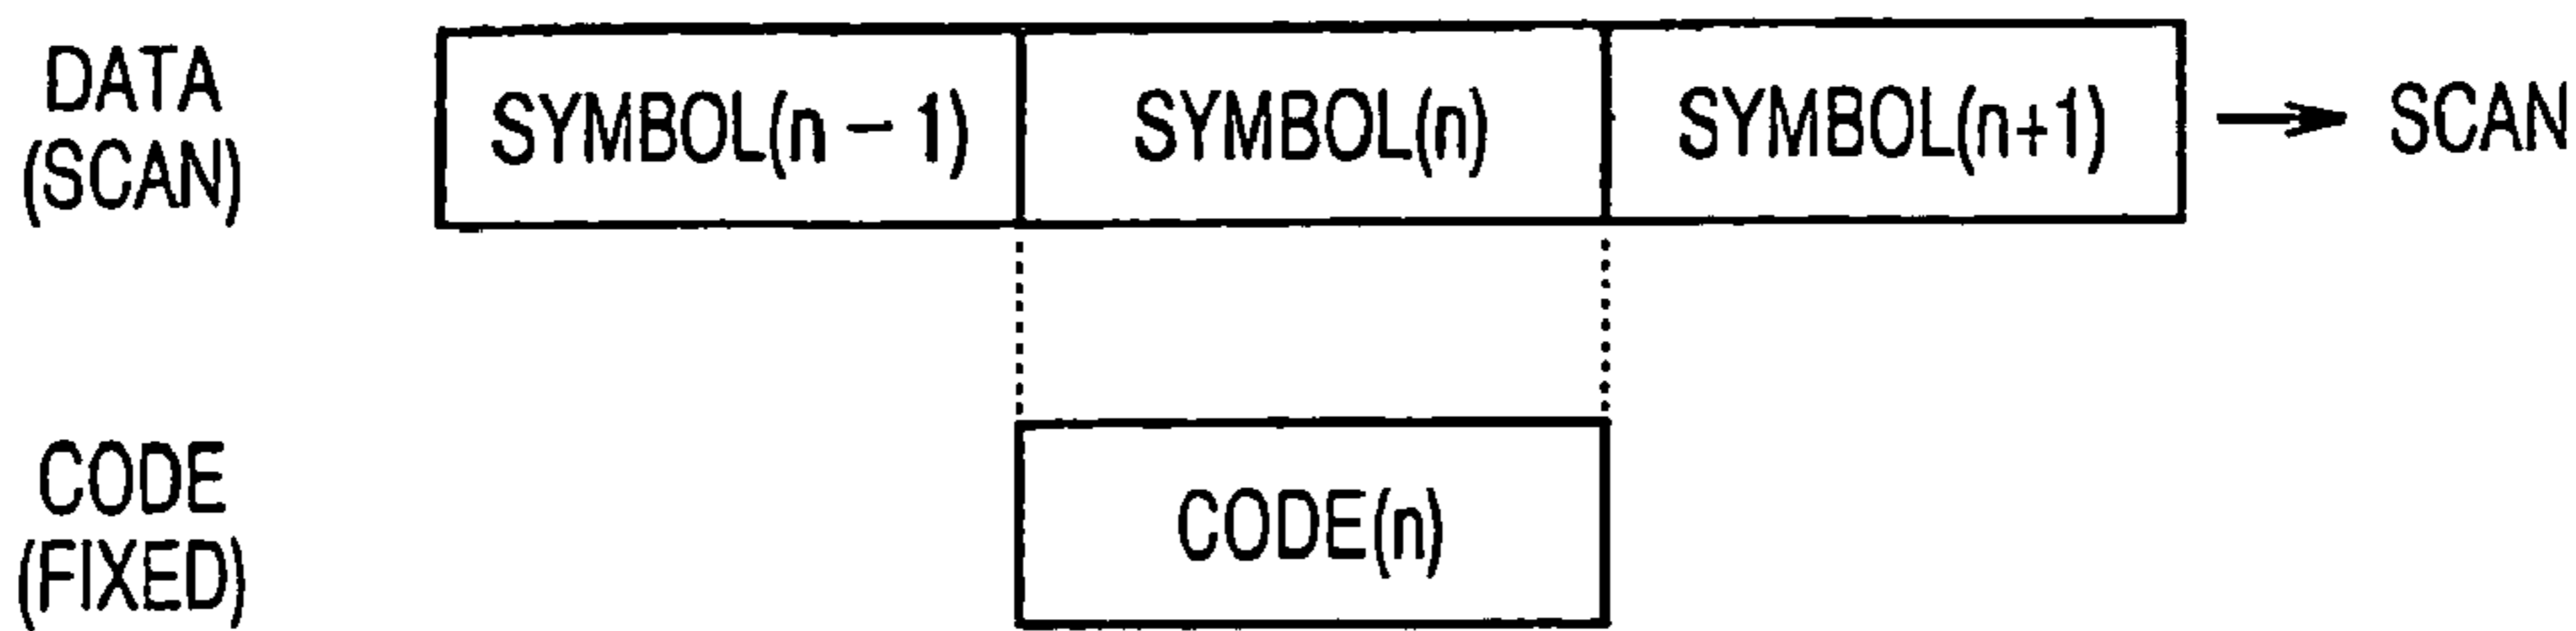 DATA
(SCAN)
SYMBOL(n − 1) SYMBOL(n) SYMBOL(n+1) → SCAN
CODE
(FIXED)
CODE(n)